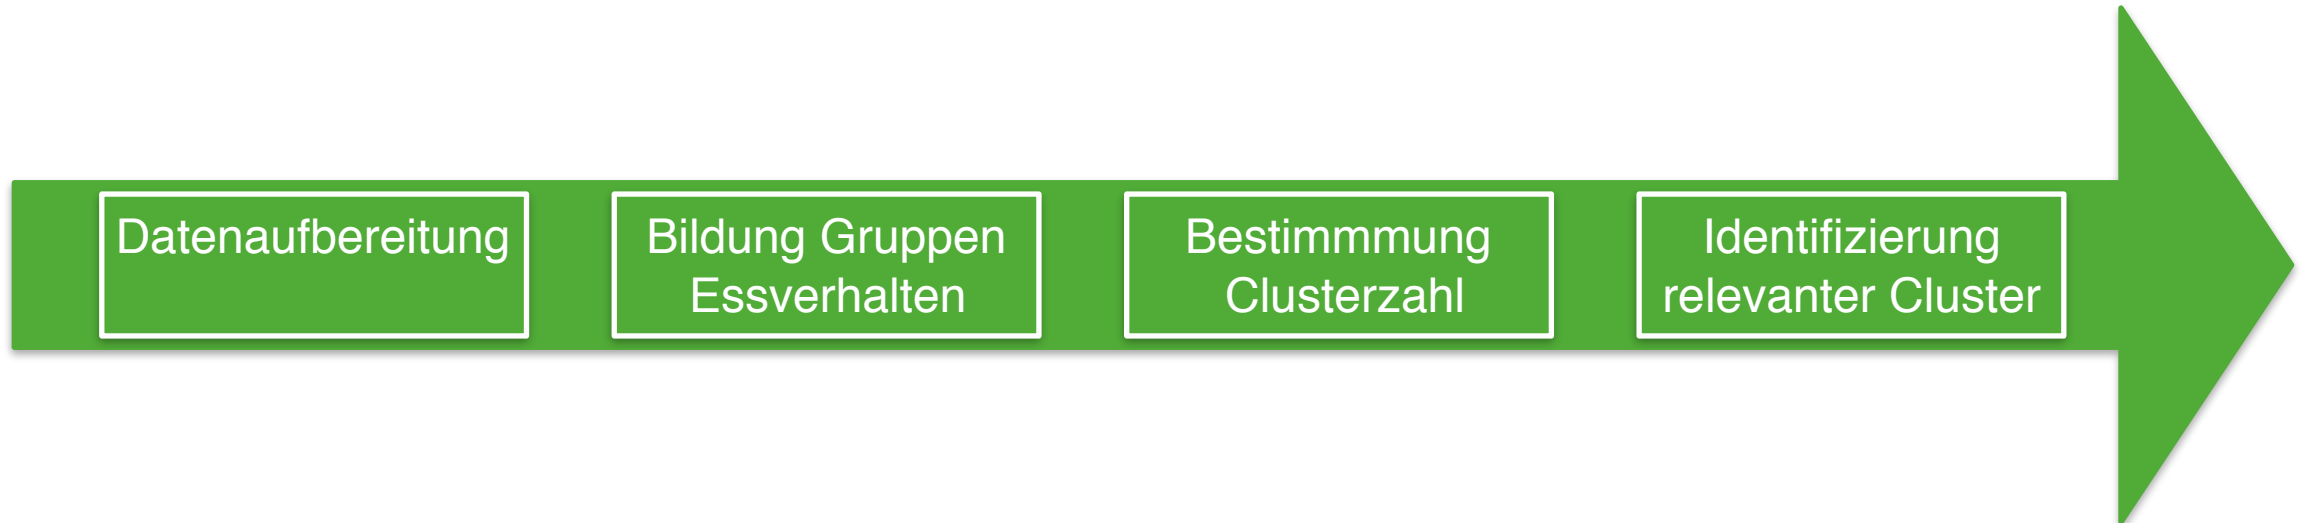 Datenaufbereitung
Bildung Gruppen
Essverhalten
Bestimmmung
Clusterzahl
Identifizierung
relevanter Cluster